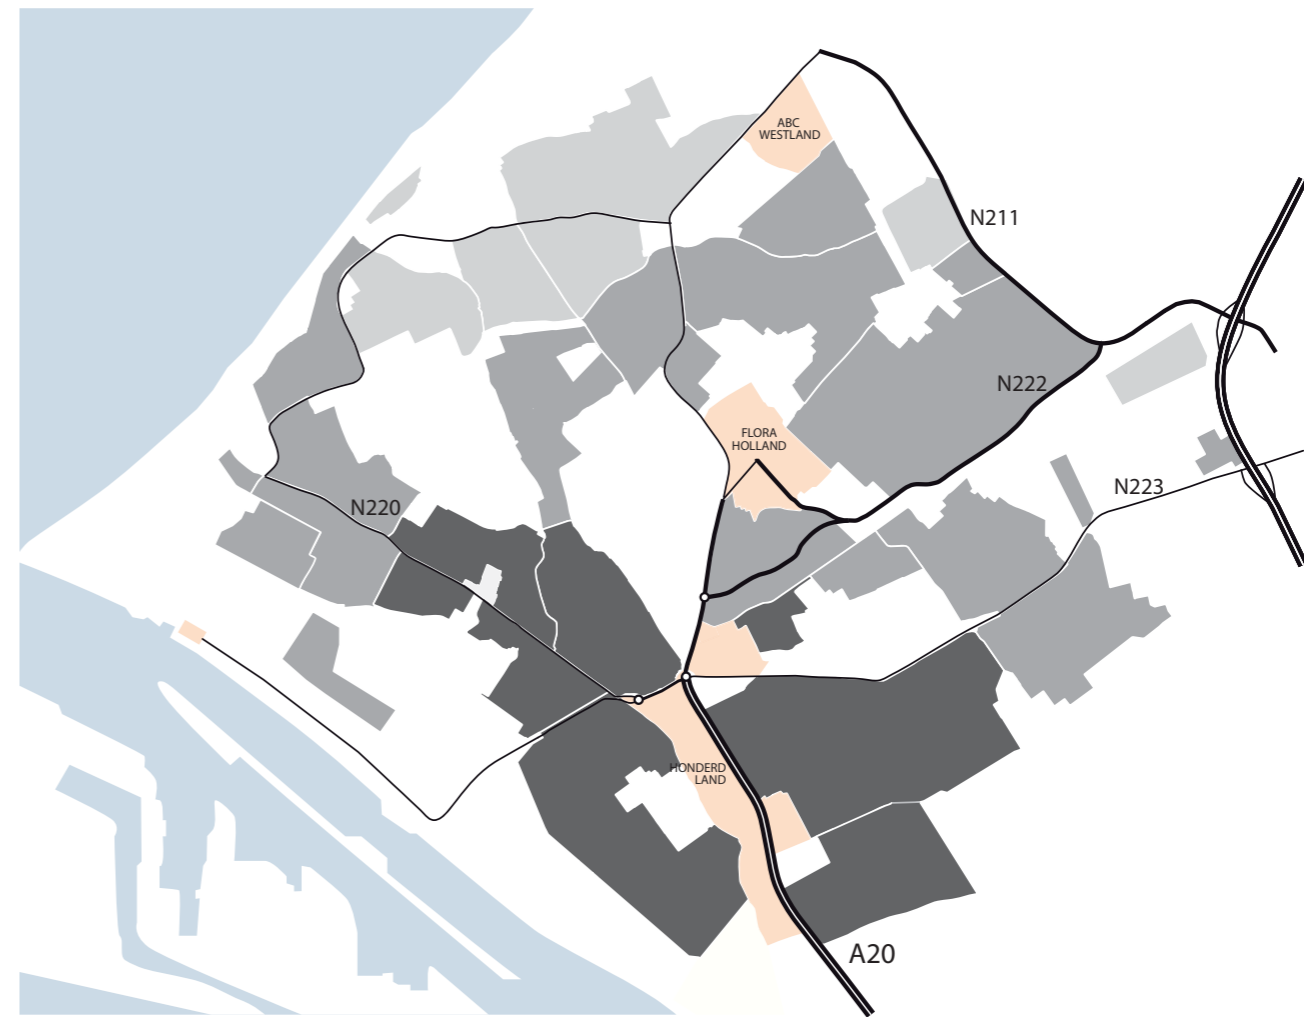 ABC
WESTLAND
N211
N222
FLORA
HOLLAND
N223
N220
HONDERD
LAND
A20